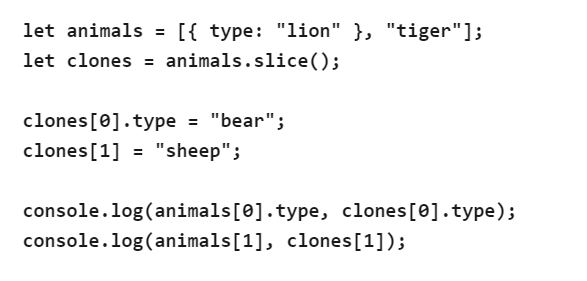 let animals = [{ type: "lion" }, "tiger"];
let clones = animals.slice();
clones[0].type = "bear";
clones[1] = "sheep";
console.log(animals[0].type, clones[0].type);
console.log(animals[1], clones[1]);